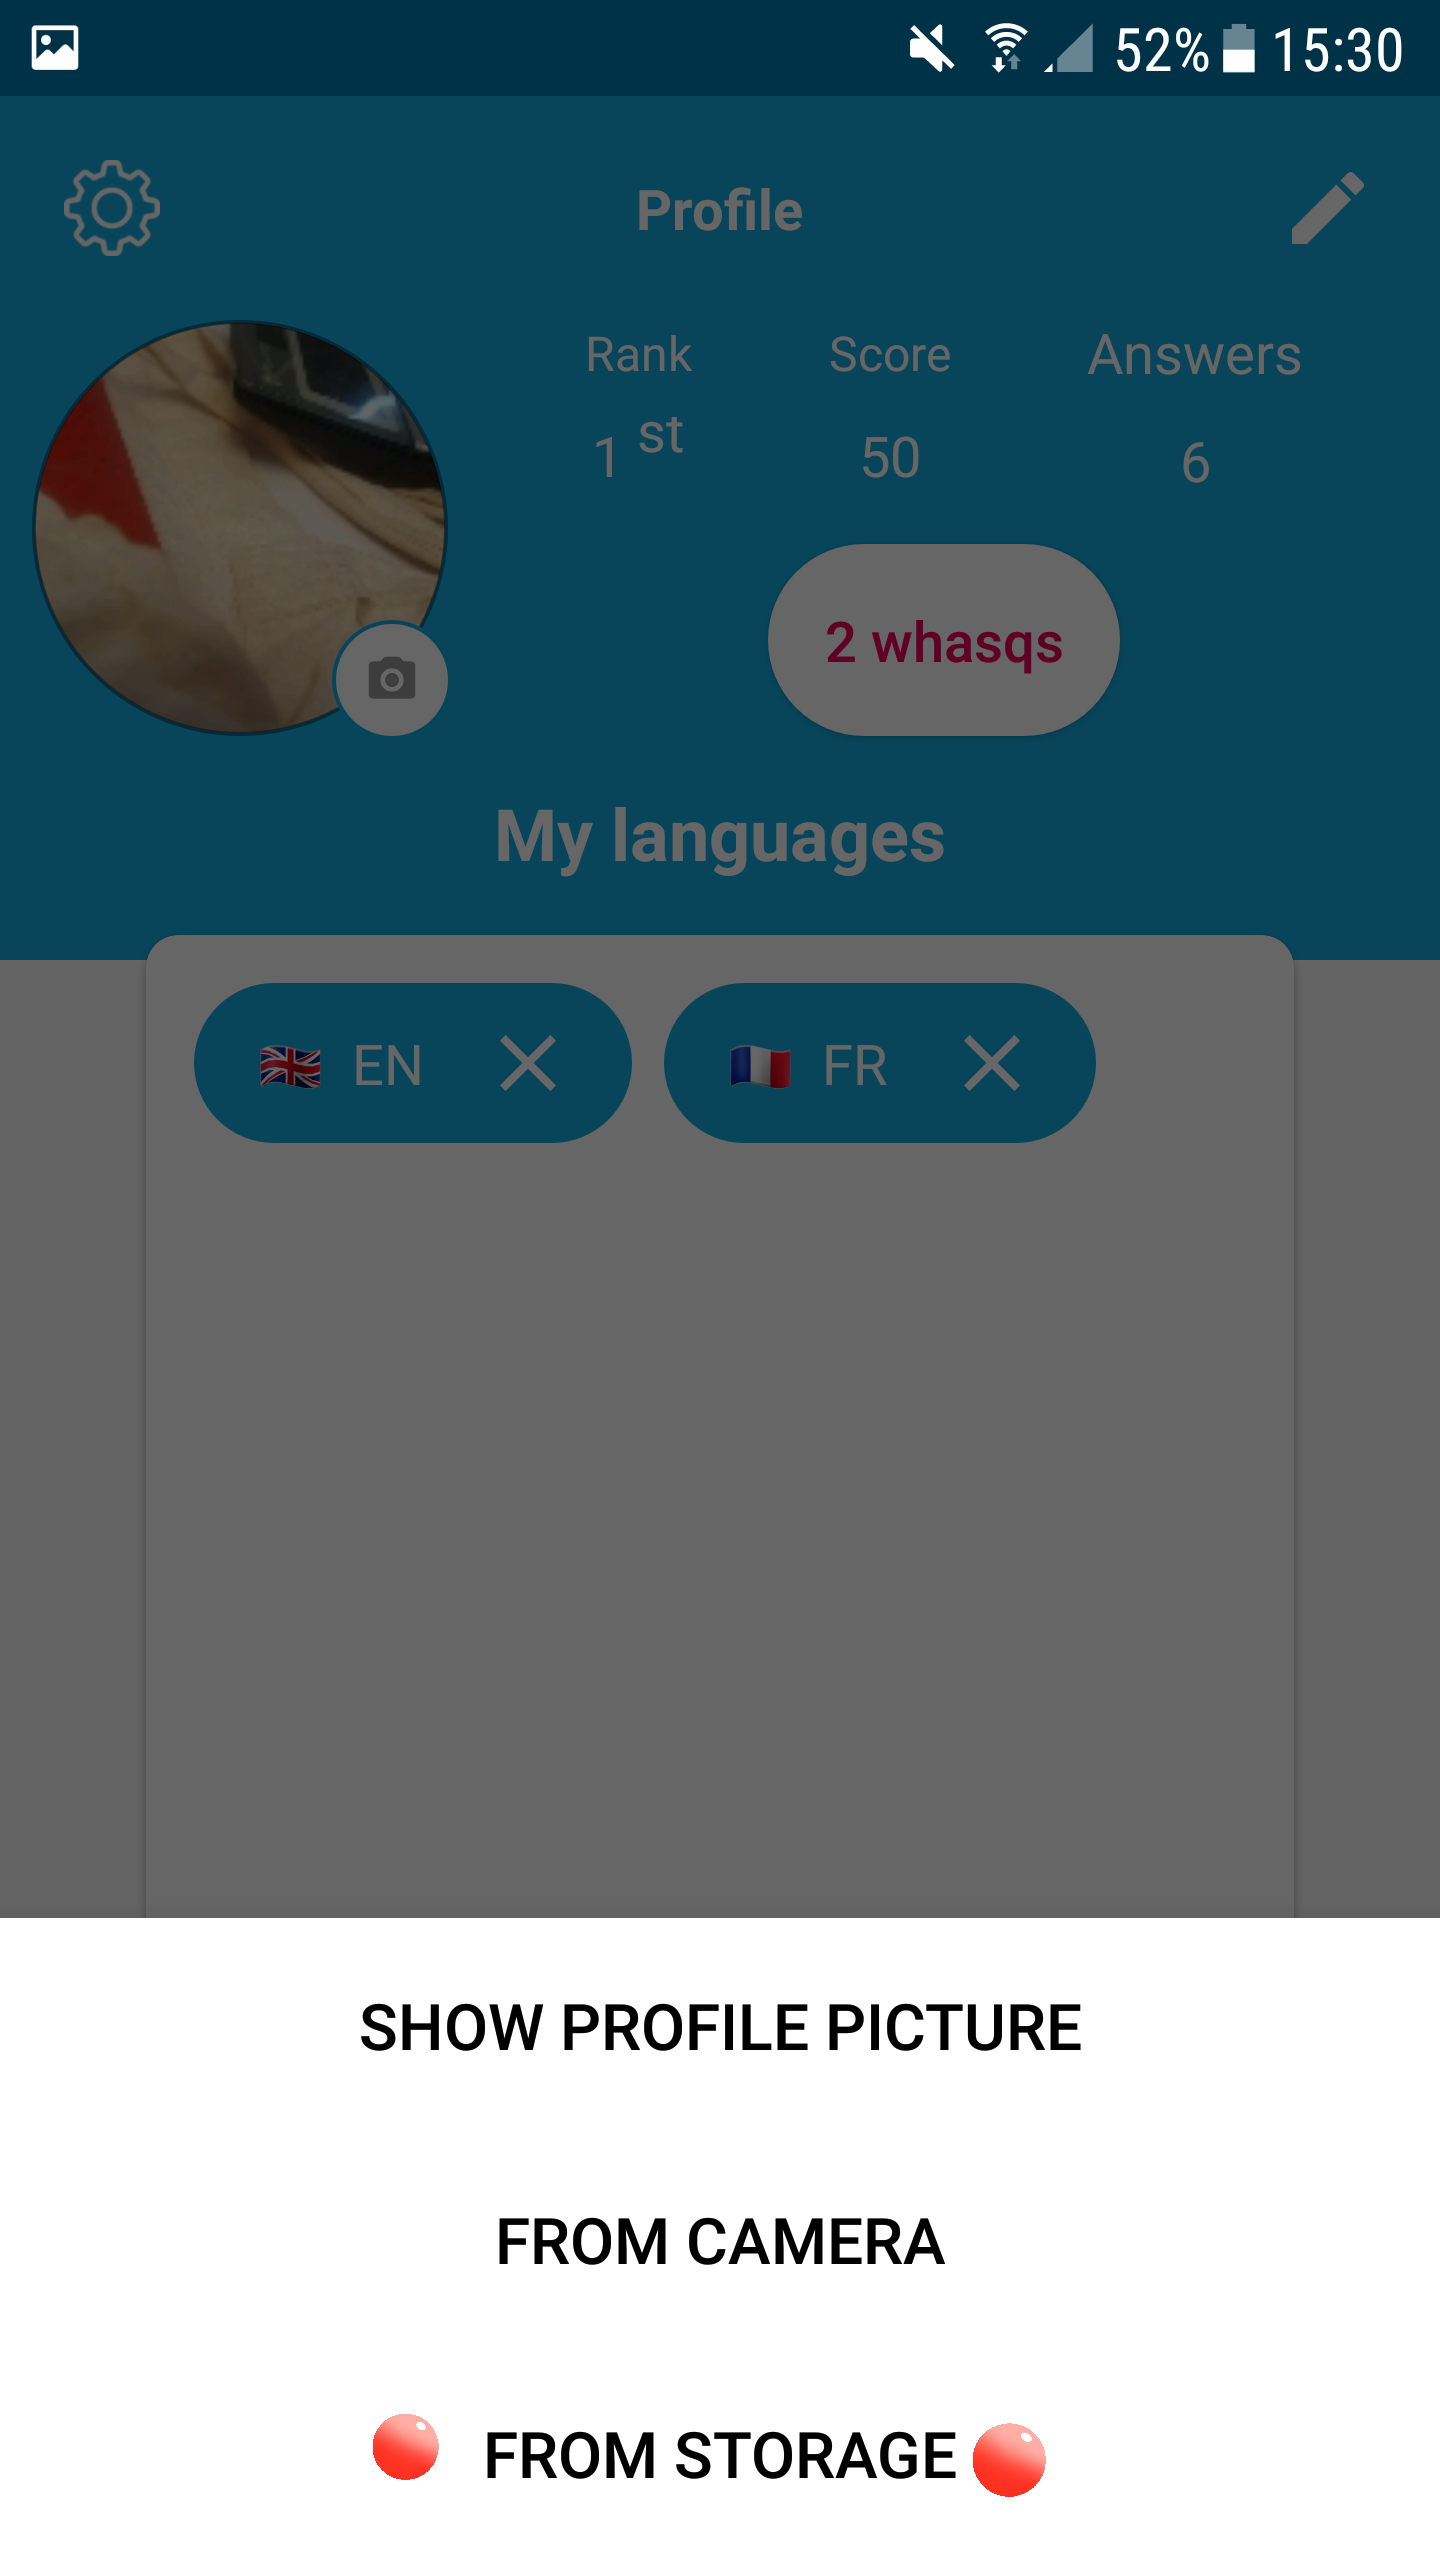 52% 15:30
Profile
Rank Score Answers
1 st 50 6
2 whasqs
My languages
EN FR
SHOW PROFILE PICTURE
FROM CAMERA
FROM STORAGE